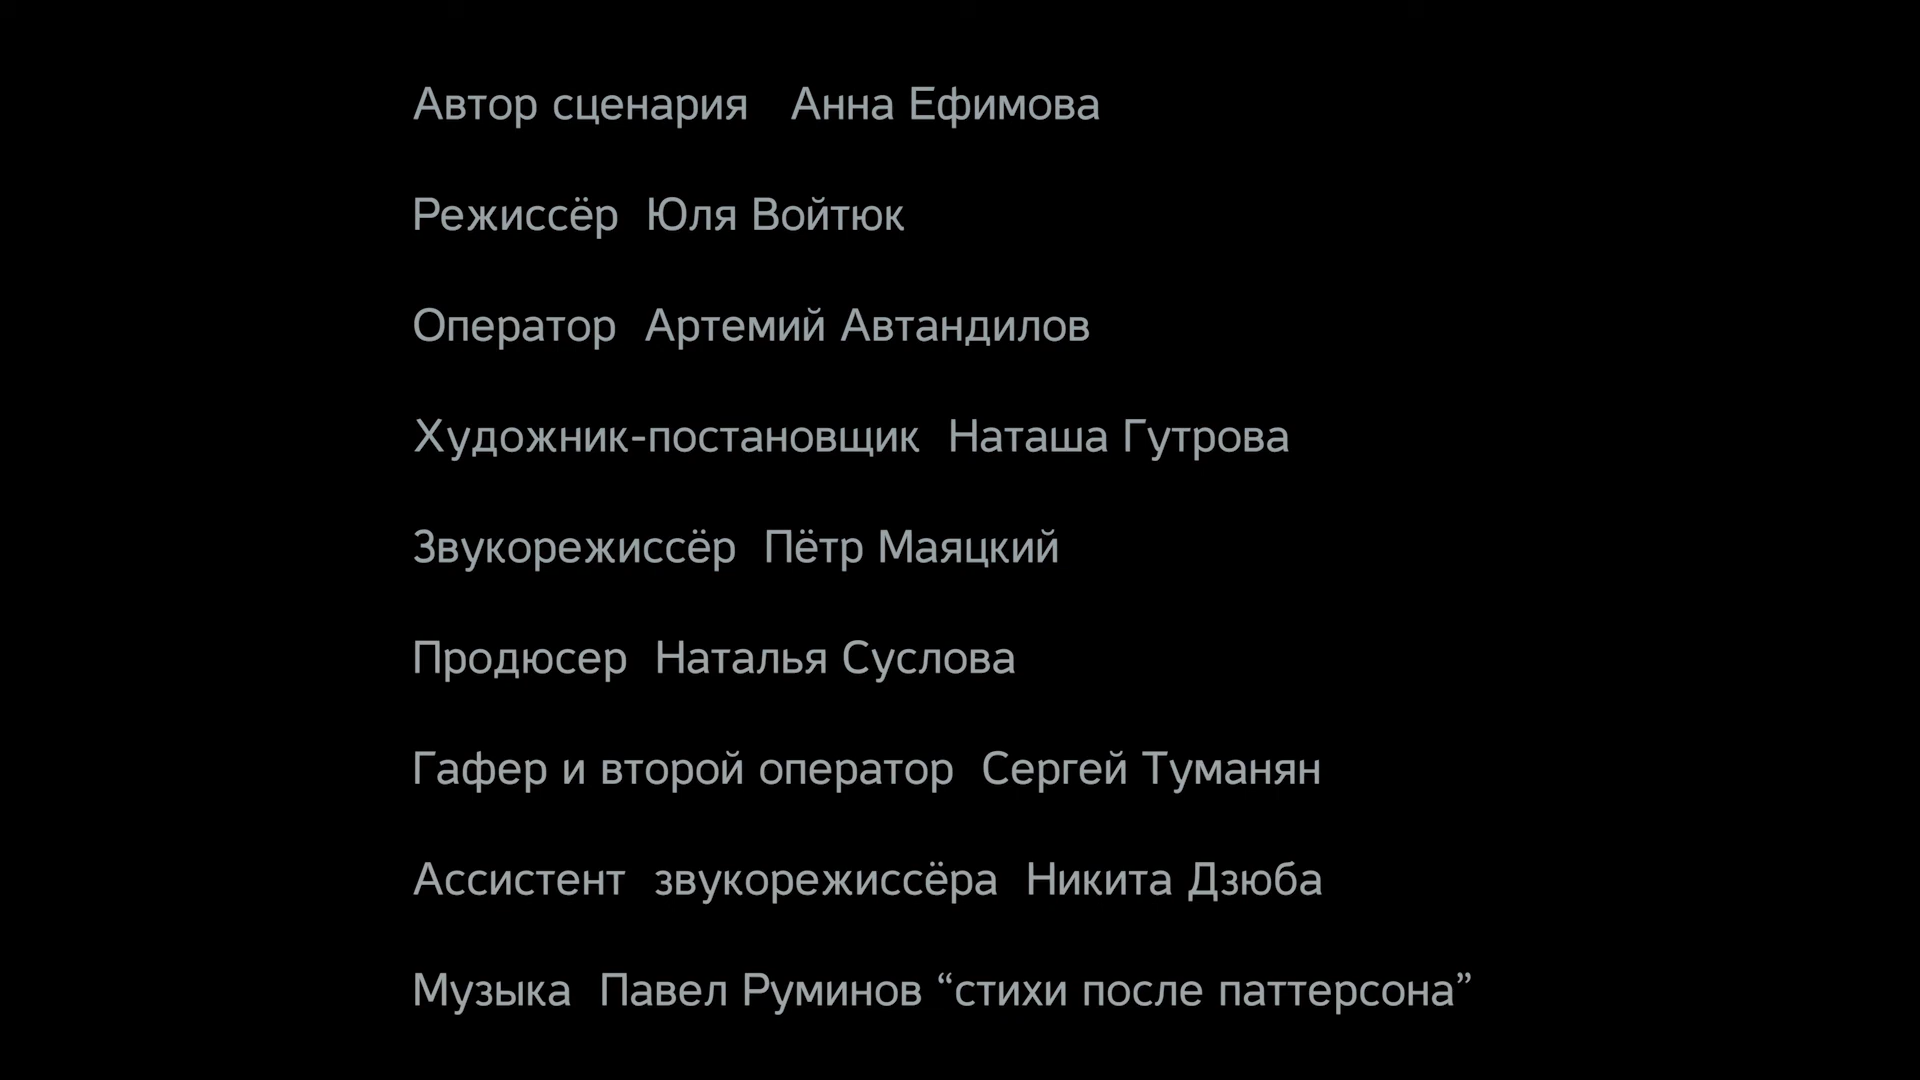 Автор сценария Анна Ефимова
Режиссёр Юля Войтюк
Оператор Артемий Автандилов
Художник-постановщик Наташа Гутрова
Звукорежиссёр Пётр Маяцкий
Продюсер Наталья Суслова
Гафер и второй оператор Сергей Туманян
Ассистент звукорежиссёра Никита Дзюба
Музыка Павел Руминов “стихи после паттерсона”